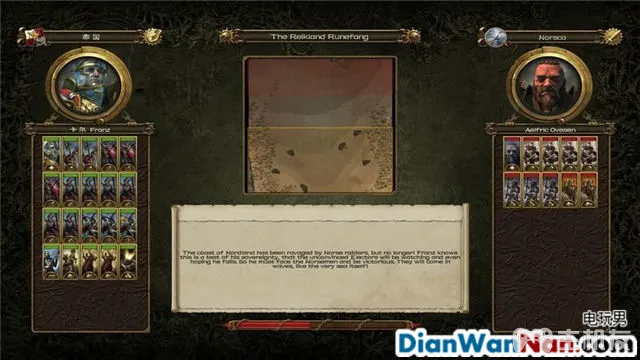 帝国
The Reikland Runefang
Norsca
卡尔 Franz
Aelfric Ovesen
The coast of Nordland has been ravaged by Norse raiders, but no longer! Franz knows
this is a test of his sovereignty, that the unconvinced Electors will be watching and even
hoping he fails. So he must face the Norsemen and be victorious. They will come in
waves, like the very sea itself!
电玩男
DianWanNan.com